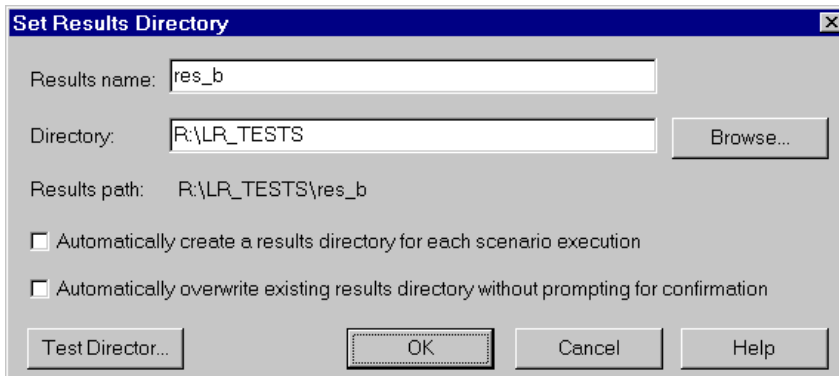 Set Results Directory
Results name: res_b
Directory: R:\LR_TESTS Browse...
Results path: R:\LR_TESTS\res_b
Automatically create a results directory for each scenario execution
Automatically overwrite existing results directory without prompting for confirmation
Test Director... OK Cancel Help